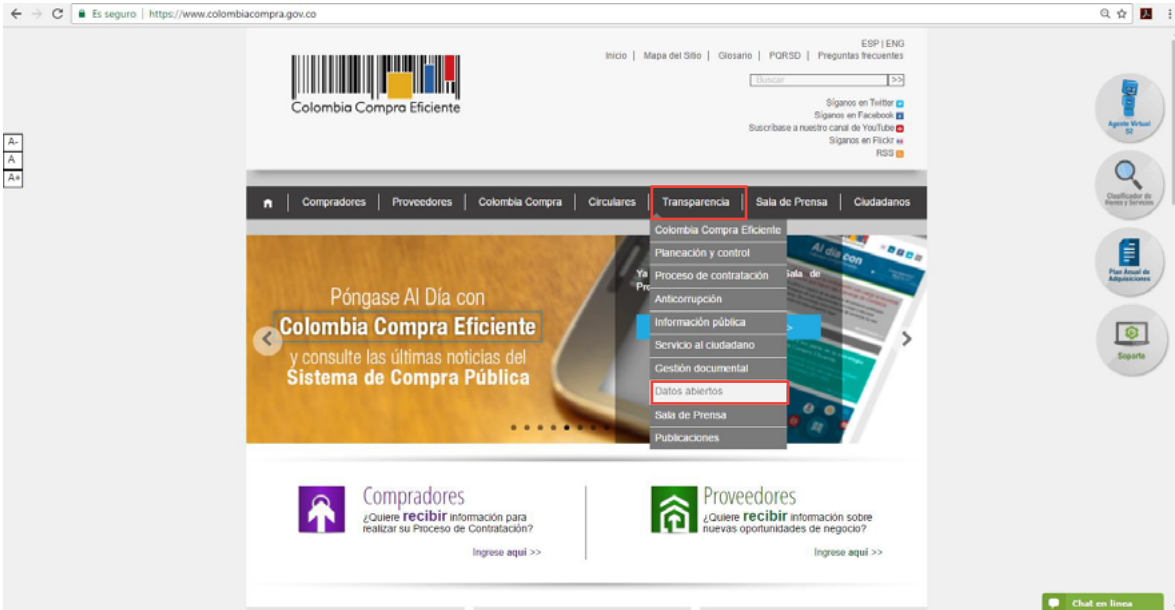 Es seguro | https://www.colombiacompra.gov.co
ESP | ENG
Inicio | Mapa del Sitio | Glosario | PQRSD | Preguntas frecuentes
Buscar >>
Colombia Compra Eficiente
Síganos en Twitter
Síganos en Facebook
Suscríbase a nuestro canal de YouTube
Síganos en Flickr
RSS
A-
A
A+
Agente Virtual
S2
Clasificador de
Bienes y Servicios
Plan Anual de
Adquisiciones
Soporte
Compradores | Proveedores | Colombia Compra | Circulares | Transparencia | Sala de Prensa | Ciudadanos
Colombia Compra Eficiente
Planeación y control
Proceso de contratación
Anticorrupción
Información pública
Servicio al ciudadano
Gestión documental
Datos abiertos
Sala de Prensa
Publicaciones
Póngase Al Día con
Colombia Compra Eficiente
y consulte las últimas noticias del
Sistema de Compra Pública
Ya
Sala de
Al día
con
Compradores
¿Quiere recibir información para
realizar su Proceso de Contratación?
Ingrese aquí >>
Proveedores
¿Quiere recibir información sobre
nuevas oportunidades de negocio?
Ingrese aquí >>
Chat en línea